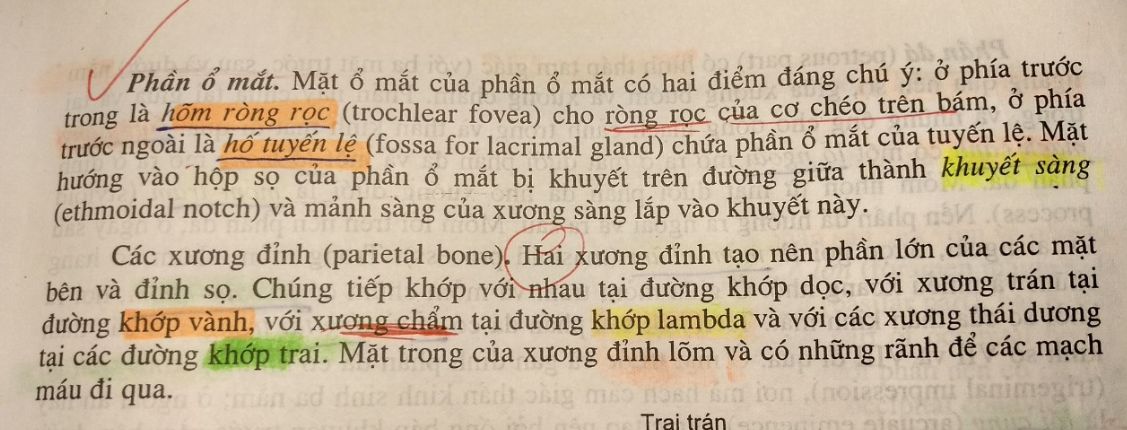 Phần ổ mắt. Mặt ổ mắt của phần ổ mắt có hai điểm đáng chú ý: ở phía trước
trong là hõm ròng rọc (trochlear fovea) cho ròng rọc của cơ chéo trên bám, ở phía
trước ngoài là hố tuyến lệ (fossa for lacrimal gland) chứa phần ổ mắt của tuyến lệ. Mặt
hướng vào hộp sọ của phần ổ mắt bị khuyết trên đường giữa thành khuyết sàng
(ethmoidal notch) và mảnh sàng của xương sàng lắp vào khuyết này.
Các xương đỉnh (parietal bone). Hai xương đỉnh tạo nên phần lớn của các mặt
bên và đỉnh sọ. Chúng tiếp khớp với nhau tại đường khớp dọc, với xương trán tại
đường khớp vành, với xương chẩm tại đường khớp lambda và với các xương thái dương
tại các đường khớp trai. Mặt trong của xương đỉnh lõm và có những rãnh để các mạch
máu đi qua.
Trai trán